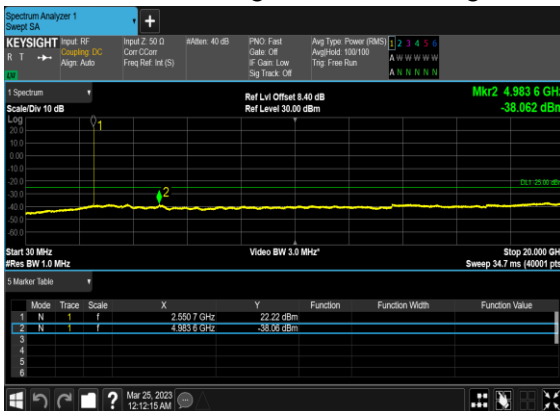 Spectrum Analyzer 1
Swept SA
KEYSIGHT
R T
LV
Input: RF
Coupling: DC
Align: Auto
Input Z: 50 Ω
Corr CCorr
Freq Ref: Int (S)
#Atten: 40 dB
PNO: Fast
Gate: Off
IF Gain: Low
Sig Track: Off
Avg Type: Power (RMS)
Avg|Hold: 100/100
Trig: Free Run
1 2 3 4 5 6
A W W W W W
A N N N N N
1 Spectrum
Scale/Div 10 dB
Ref Lvl Offset 8.40 dB
Ref Level 30.00 dBm
Mkr2 4.983 6 GHz
-38.062 dBm
Log
20.0
10.0
0.00
-10.0
-20.0
-30.0
-40.0
-50.0
-60.0
1
2
Start 30 MHz
#Res BW 1.0 MHz
Video BW 3.0 MHz*
Stop 20.000 GH
Sweep 34.7 ms (40001 pts
5 Marker Table
Mode Trace Scale X Y Function Function Width Function Value
1 N 1 f 2.550 7 GHz 22.22 dBm
2 N 1 f 4.983 6 GHz -38.06 dBm
3
4
5
6
?
Mar 25, 2023
12:12:15 AM